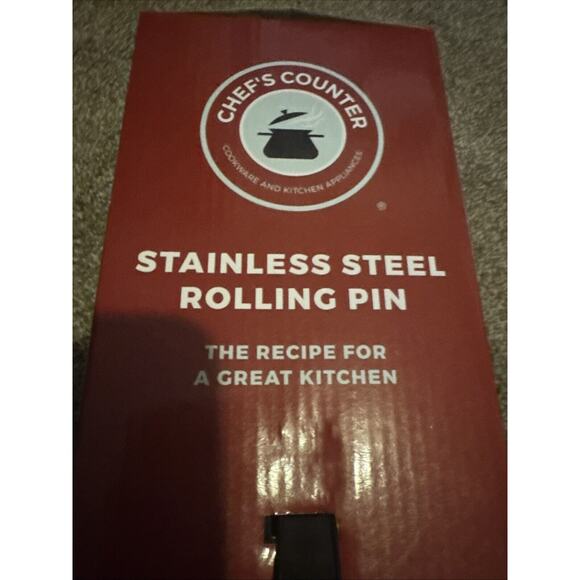 CHEF'S COUNTER
COOKWARE AND KITCHEN APPLIANCES
®
STAINLESS STEEL
ROLLING PIN
THE RECIPE FOR
A GREAT KITCHEN